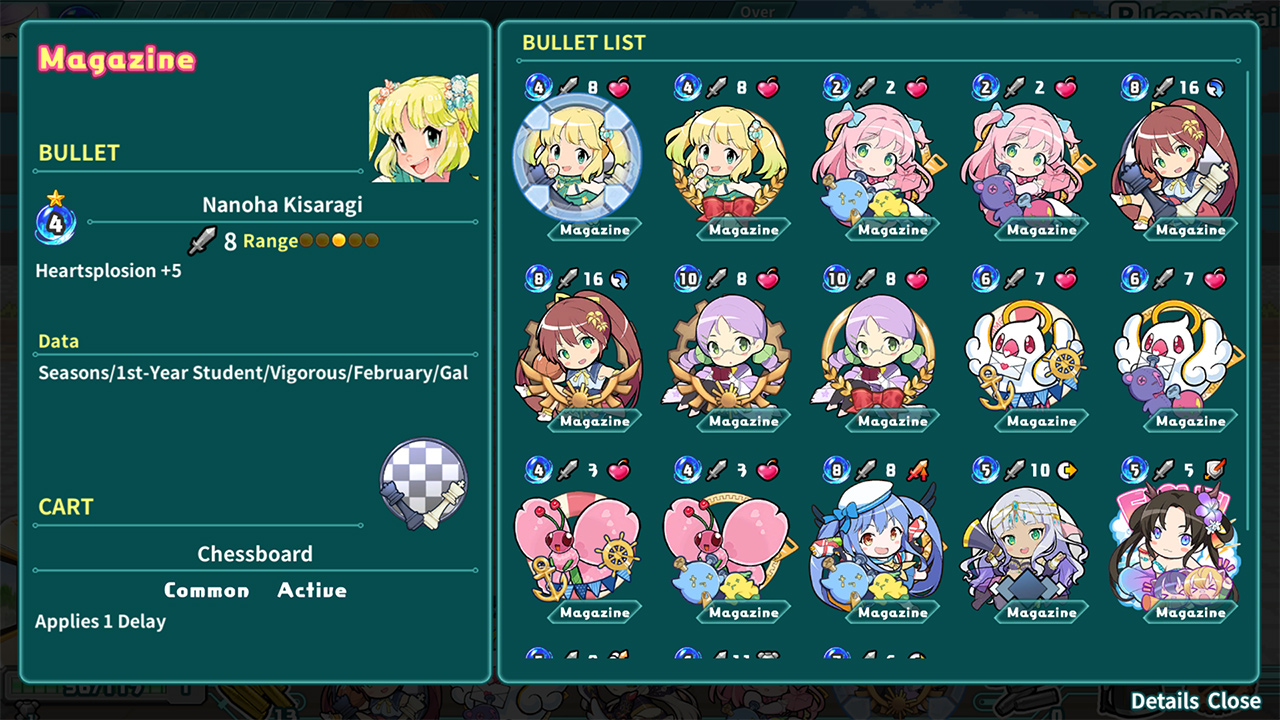 Over
Icon Detai
Magazine
BULLET
4
Nanoha Kisaragi
8 Range
Heartsplosion +5
Data
Seasons/1st-Year Student/Vigorous/February/Gal
CART
Chessboard
Common Active
Applies 1 Delay
BULLET LIST
4 8 4 8 2 2 2 2 8 16
Magazine Magazine Magazine Magazine Magazine
8 16 10 8 10 8 6 7 6 7
Magazine Magazine Magazine Magazine Magazine
4 3 4 3 8 8 5 10 5 5
Magazine Magazine Magazine Magazine Magazine
Details Close